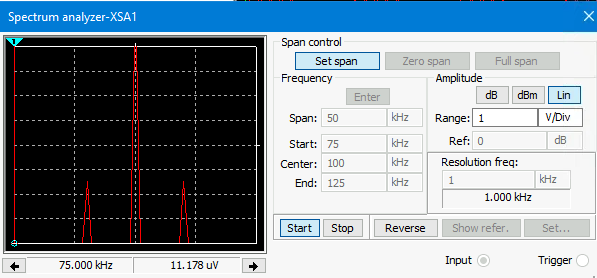 Spectrum analyzer-XSA1
1
Span control
Set span Zero span Full span
Frequency
Enter
Span: 50 kHz
Start: 75 kHz
Center: 100 kHz
End: 125 kHz
Amplitude
dB dBm Lin
Range: 1 V/Div
Ref: 0 dB
Resolution freq:
1 kHz
1.000 kHz
75.000 kHz 11.178 uV
Start Stop Reverse Show refer. Set...
Input Trigger